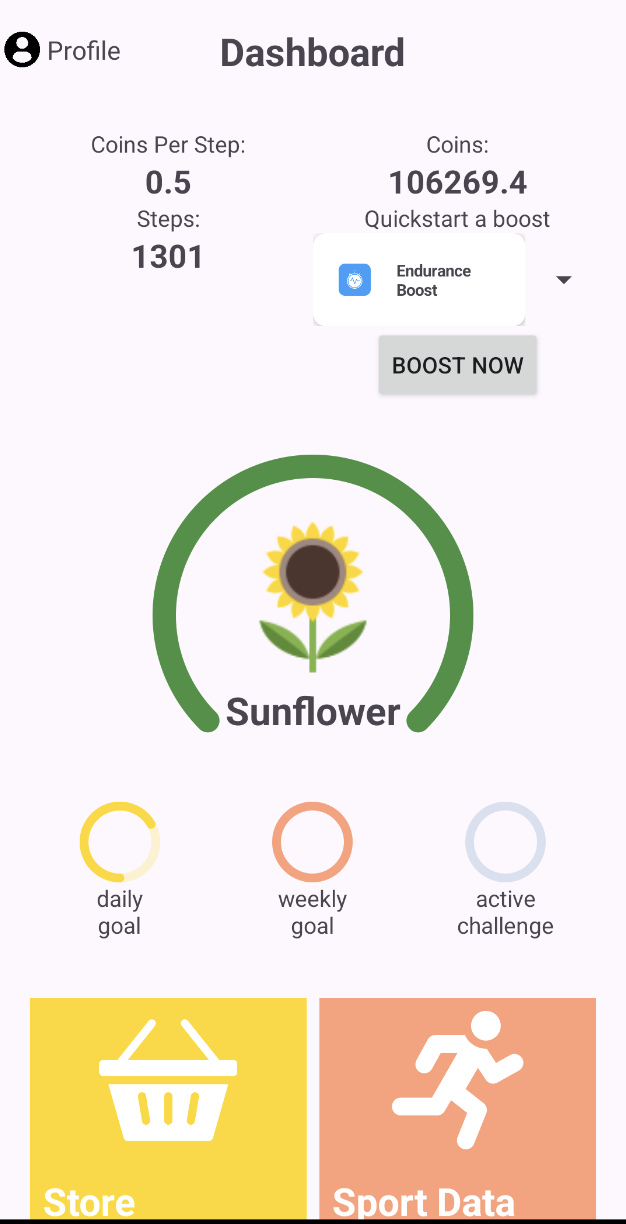 Profile
Dashboard
Coins Per Step:
0.5
Steps:
1301
Coins:
106269.4
Quickstart a boost
Endurance
Boost
BOOST NOW
Sunflower
daily
goal
weekly
goal
active
challenge
Store
Sport Data